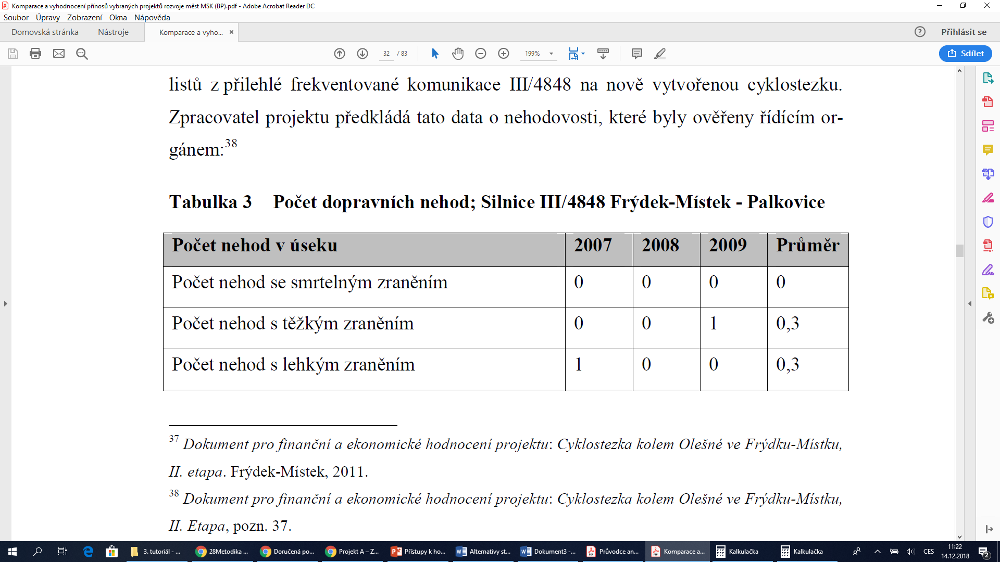 Komparace a vyhodnocení přínosů vybraných projektů rozvoje měst MSK (BP).pdf - Adobe Acrobat Reader DC
Soubor Úpravy Zobrazení Okna Nápověda
Domovská stránka Nástroje Komparace a vyho... × Přihlásit se
32 / 83 199% Sdílet
listů z přilehlé frekventované komunikace III/4848 na nově vytvořenou cyklostezku.
Zpracovatel projektu předkládá tato data o nehodovosti, které byly ověřeny řídícím or-
gánem:38
Tabulka 3 Počet dopravních nehod; Silnice III/4848 Frýdek-Místek - Palkovice
Počet nehod v úseku 2007 2008 2009 Průměr
Počet nehod se smrtelným zraněním 0 0 0 0
Počet nehod s těžkým zraněním 0 0 1 0,3
Počet nehod s lehkým zraněním 1 0 0 0,3
37 Dokument pro finanční a ekonomické hodnocení projektu: Cyklostezka kolem Olešné ve Frýdku-Místku,
II. etapa. Frýdek-Místek, 2011.
38 Dokument pro finanční a ekonomické hodnocení projektu: Cyklostezka kolem Olešné ve Frýdku-Místku,
II. Etapa, pozn. 37.
3. tutoriál - ... 28Metodika ... Doručená po... Projekt A – Z... Přístupy k ho... Alternativy st... Dokument3 -... Průvodce an... Komparace a... Kalkulačka Kalkulačka CES 11:22
14.12.2018 2